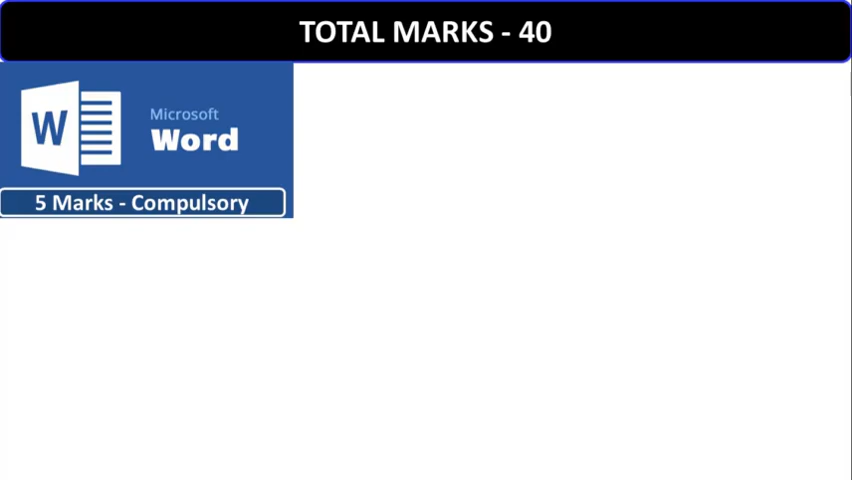 TOTAL MARKS - 40
W
Microsoft
Word
5 Marks - Compulsory